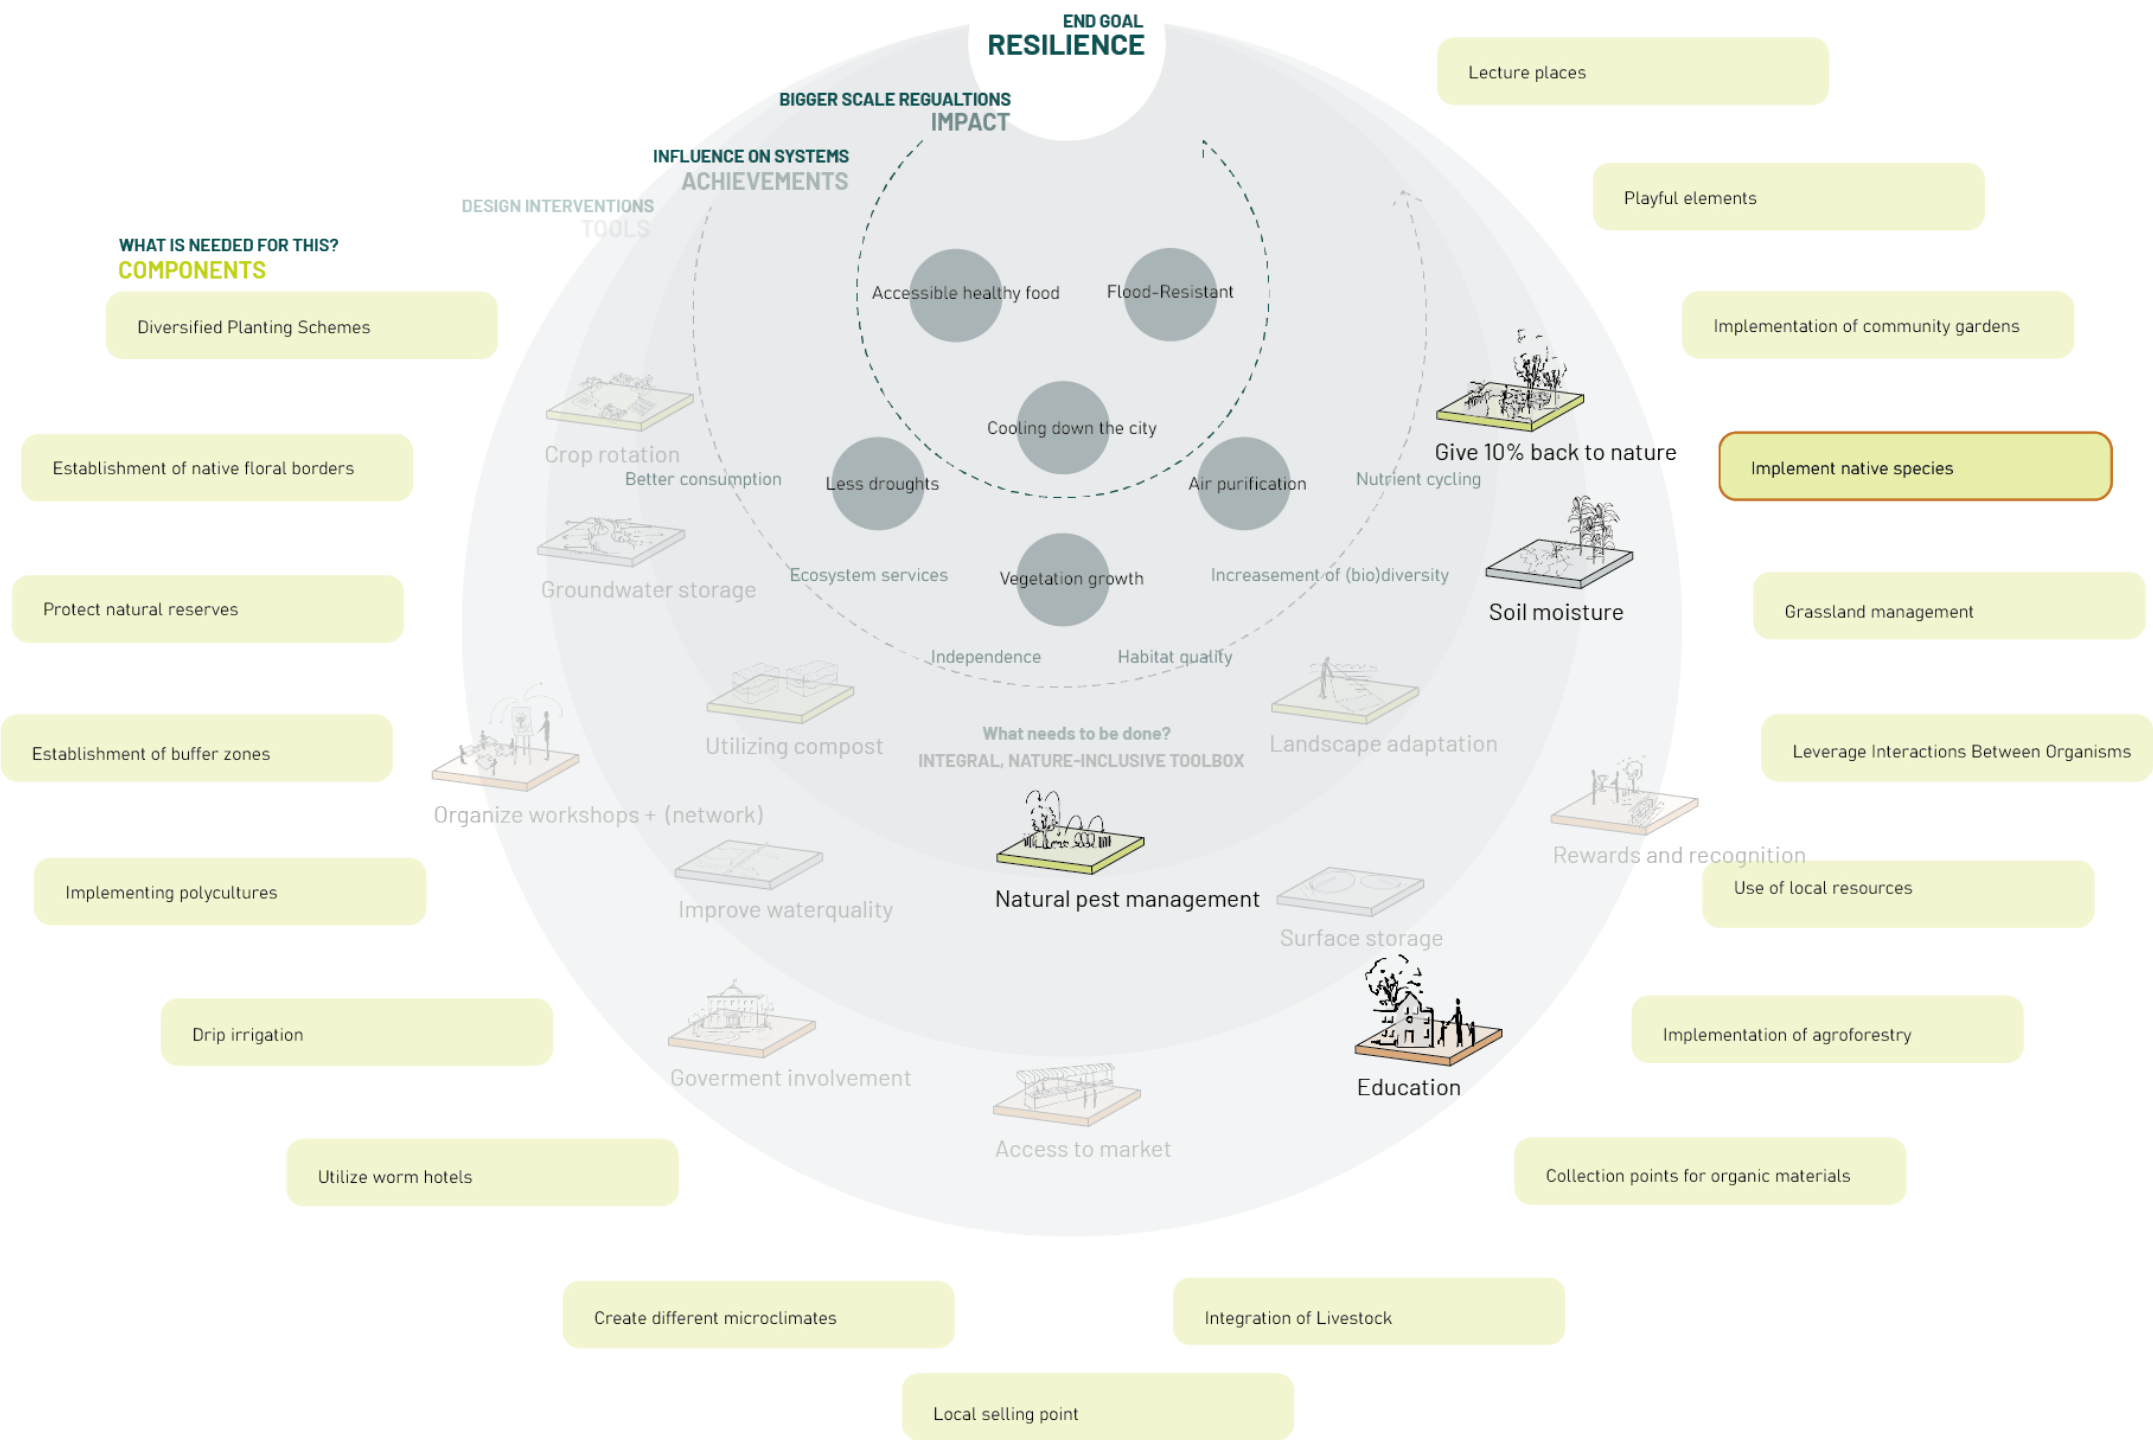 END GOAL
RESILIENCE
BIGGER SCALE REGUALTIONS
IMPACT
INFLUENCE ON SYSTEMS
ACHIEVEMENTS
DESIGN INTERVENTIONS
TOOLS
WHAT IS NEEDED FOR THIS?
COMPONENTS
Lecture places
Playful elements
Diversified Planting Schemes
Accessible healthy food
Flood-Resistant
Implementation of community gardens
Crop rotation
Cooling down the city
Give 10% back to nature
Establishment of native floral borders
Better consumption
Less droughts
Air purification
Nutrient cycling
Implement native species
Groundwater storage
Ecosystem services
Vegetation growth
Increasement of (bio)diversity
Soil moisture
Protect natural reserves
Grassland management
Independence
Habitat quality
Establishment of buffer zones
Utilizing compost
What needs to be done?
INTEGRAL, NATURE-INCLUSIVE TOOLBOX
Landscape adaptation
Leverage Interactions Between Organisms
Organize workshops + (network)
Rewards and recognition
Implementing polycultures
Improve waterquality
Natural pest management
Surface storage
Use of local resources
Drip irrigation
Goverment involvement
Education
Implementation of agroforestry
Access to market
Utilize worm hotels
Collection points for organic materials
Create different microclimates
Integration of Livestock
Local selling point